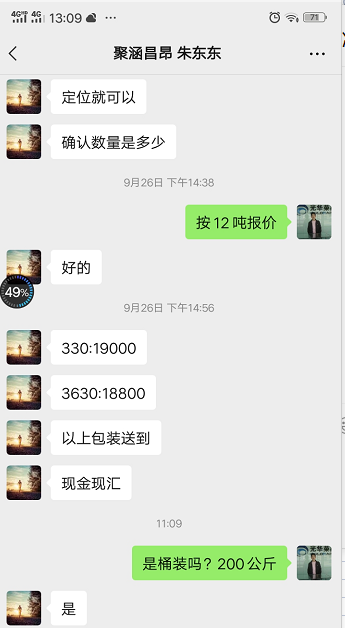 4GHD 4G 13:09 ··· 71
聚涵昌昂 朱东东
定位就可以
确认数量是多少
9月26日 下午14:38
按12吨报价
好的
49%
9月26日 下午14:56
330:19000
3630:18800
以上包装送到
现金现汇
11:09
是桶装吗？200公斤
是